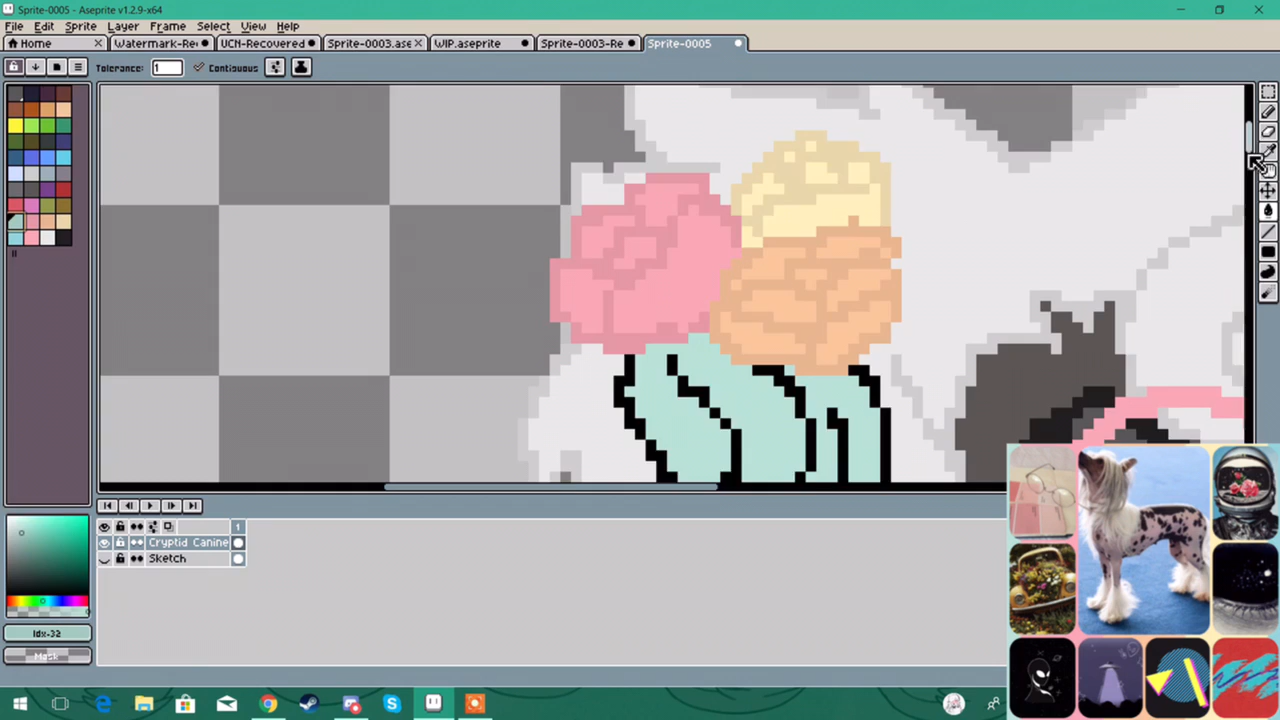 Sprite-0005 - Aseprite v1.2.9-x64
File Edit Sprite Layer Frame Select View Help
Home Watermark-Re UCN-Recovered Sprite-0003.ase WIP.aseprite Sprite-0003-Re Sprite-0005
Tolerance: 1 Contiguous
1
Cryptid Canine
Sketch
Idx-32
Mask